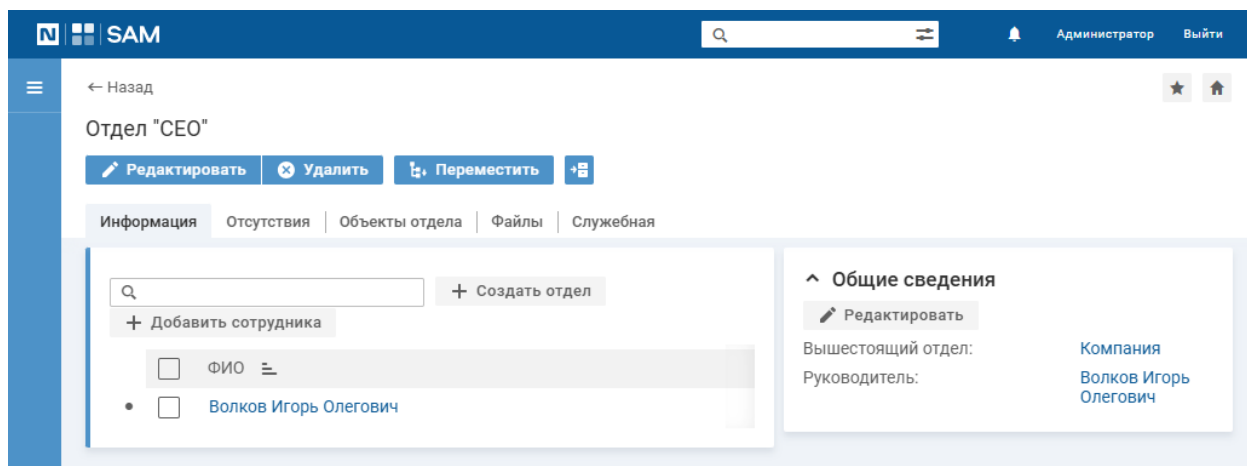 N SAM Администратор Выйти
← Назад
Отдел "CEO"
Редактировать Удалить Переместить
Информация Отсутствия Объекты отдела Файлы Служебная
+ Создать отдел
+ Добавить сотрудника
ФИО
Волков Игорь Олегович
Общие сведения
Редактировать
Вышестоящий отдел: Компания
Руководитель: Волков Игорь
Олегович